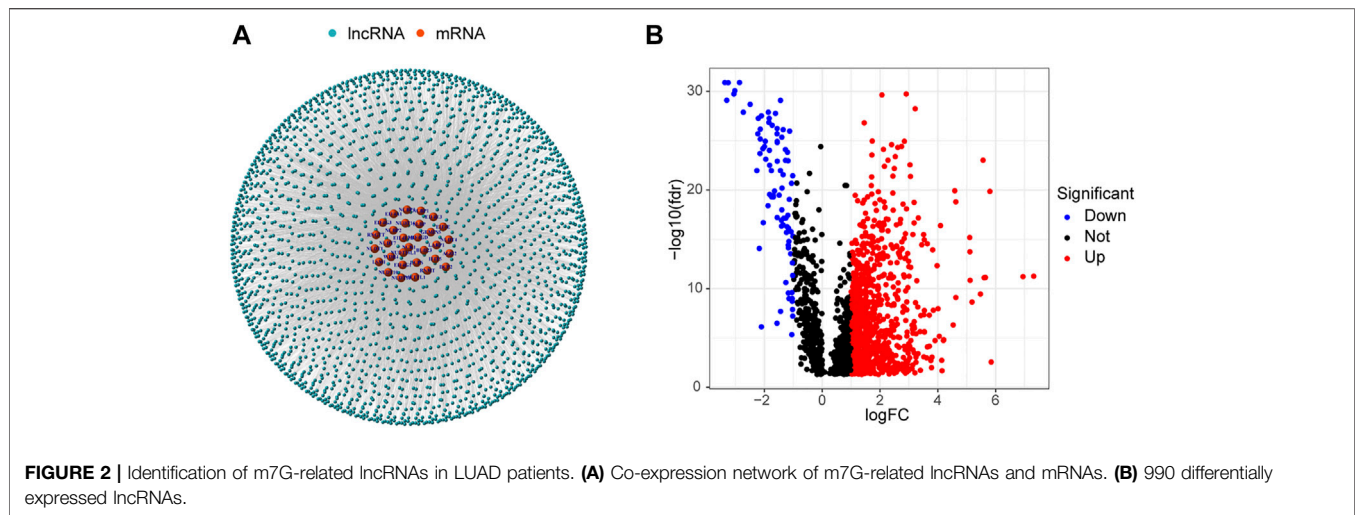 A
lncRNA mRNA
B
30
20
10
0
−log10(fdr)
−2 0 2 4 6
logFC
Significant
Down
Not
Up
FIGURE 2 | Identification of m7G-related lncRNAs in LUAD patients. (A) Co-expression network of m7G-related lncRNAs and mRNAs. (B) 990 differentially
expressed lncRNAs.